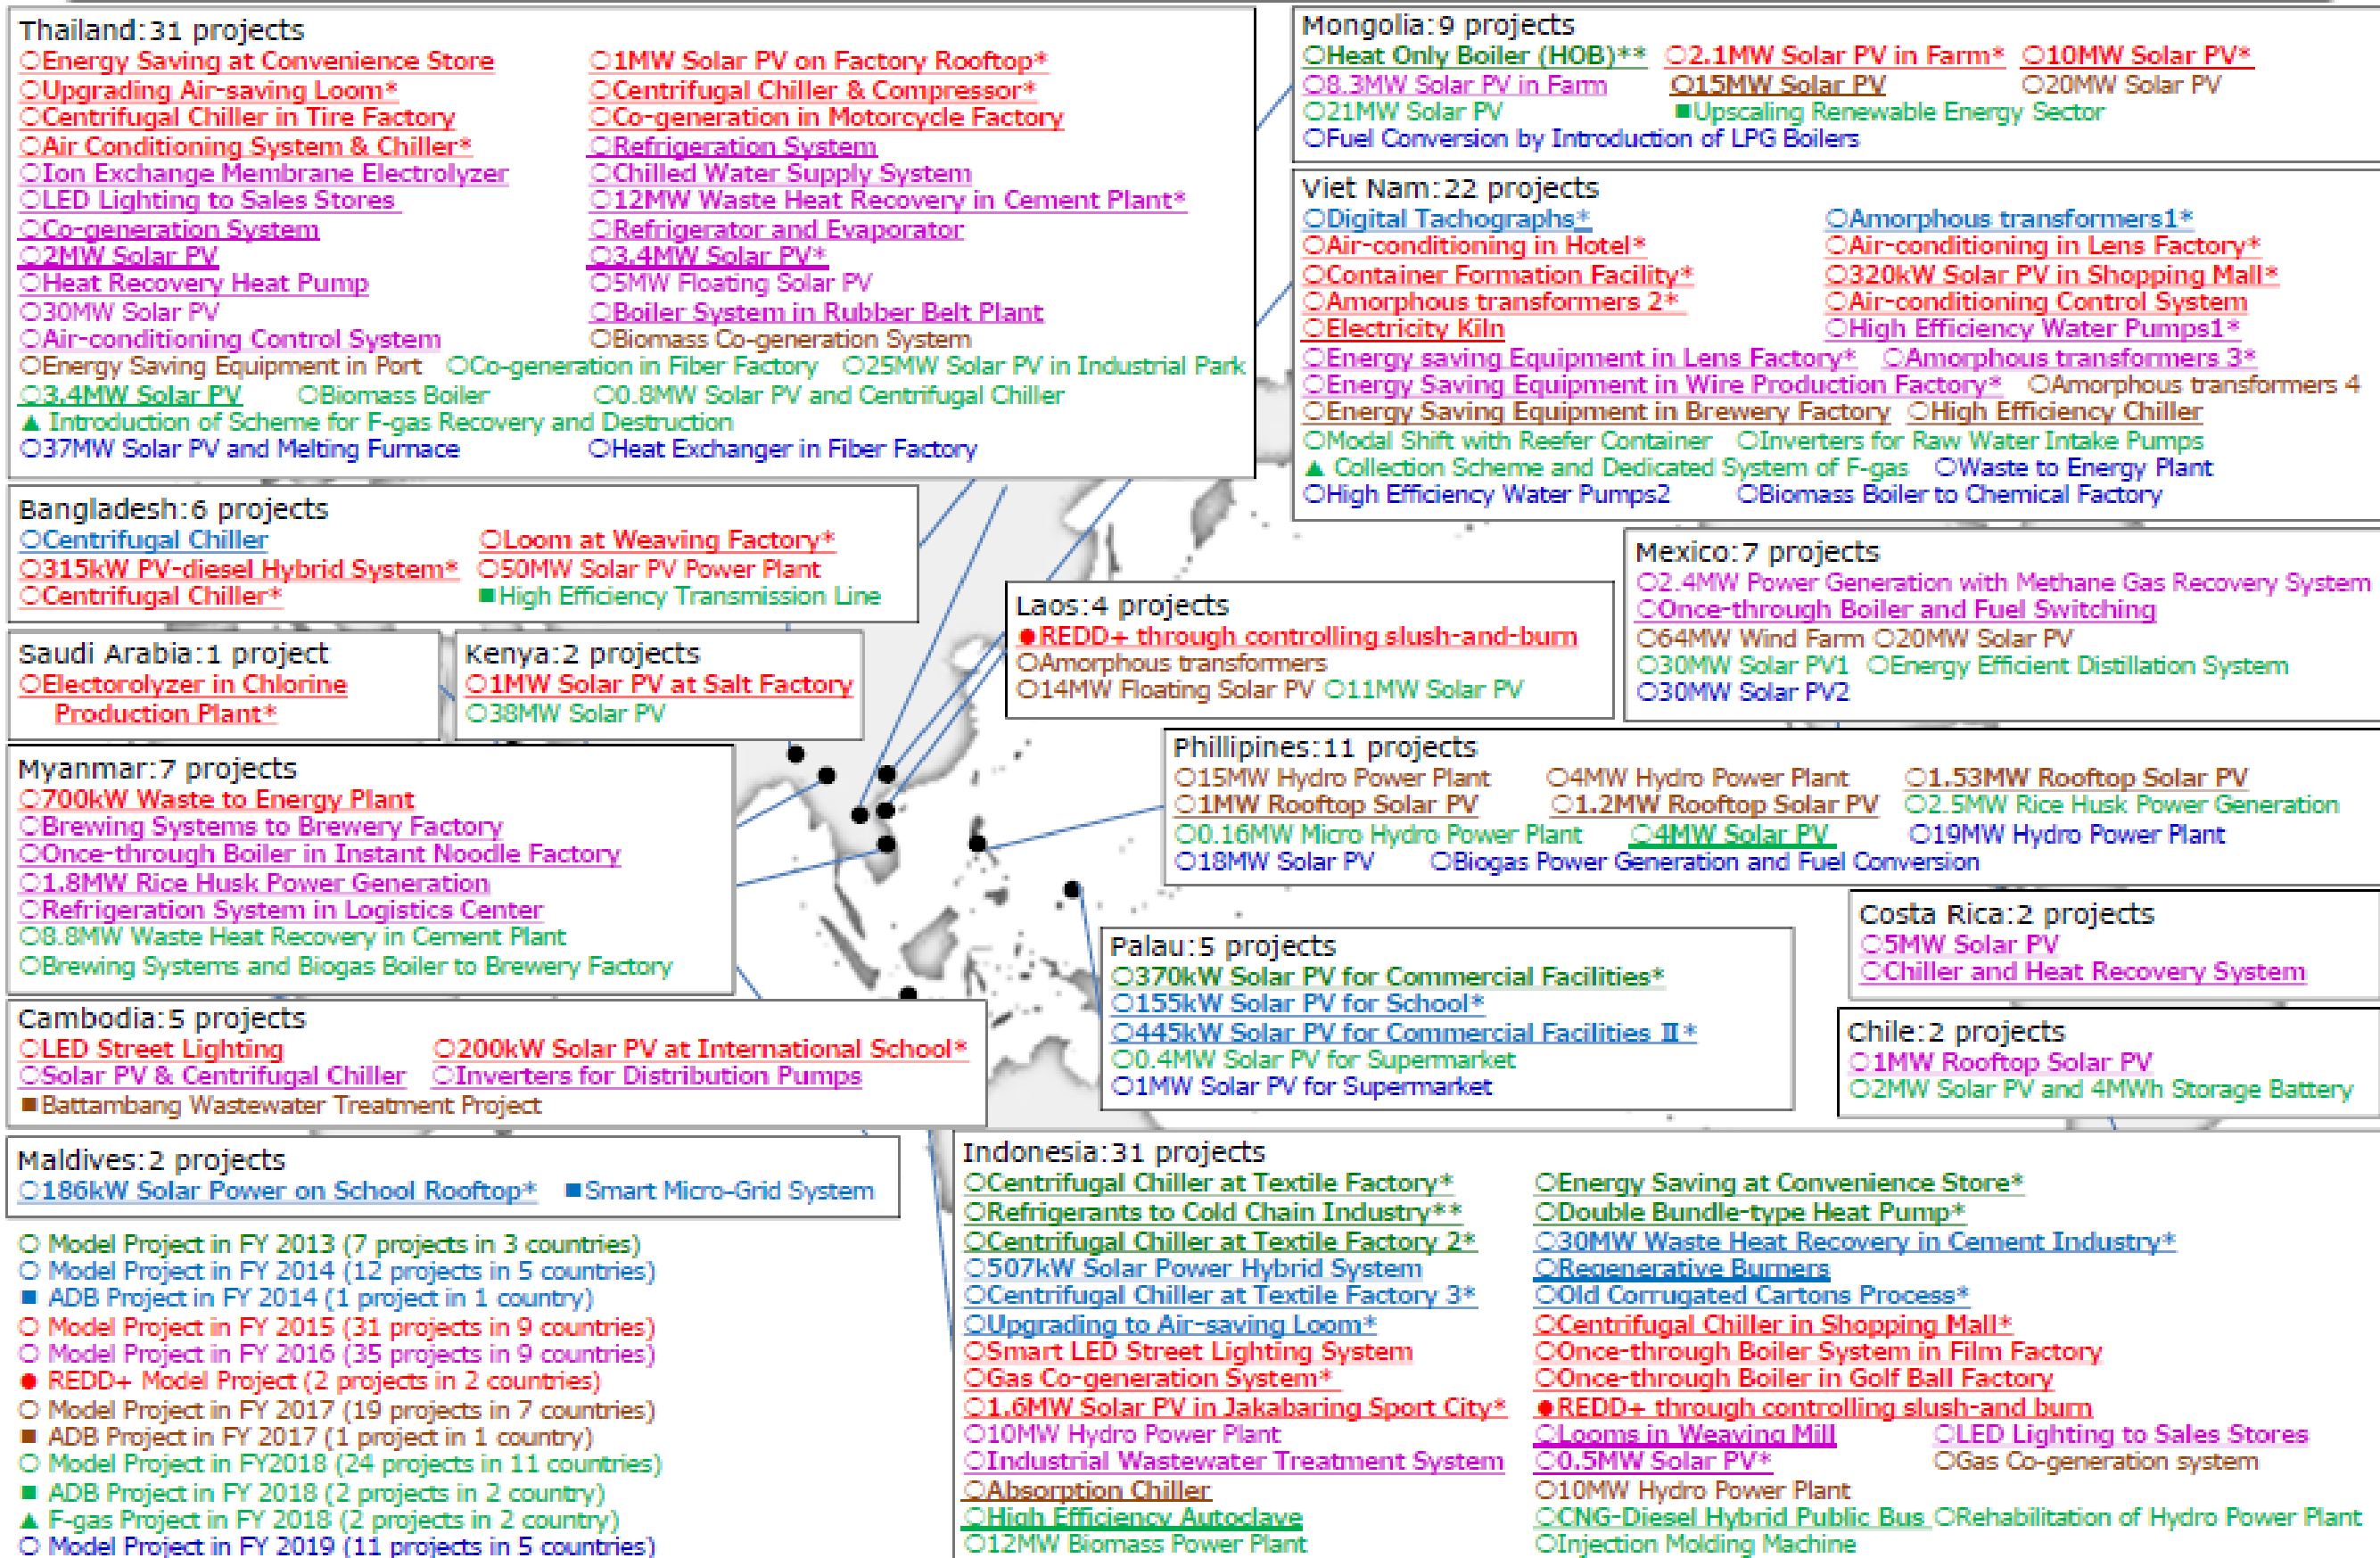 Thailand:31 projects
○Energy Saving at Convenience Store ○1MW Solar PV on Factory Rooftop*
○Upgrading Air-saving Loom* ○Centrifugal Chiller & Compressor*
○Centrifugal Chiller in Tire Factory ○Co-generation in Motorcycle Factory
○Air Conditioning System & Chiller* ○Refrigeration System
○Ion Exchange Membrane Electrolyzer ○Chilled Water Supply System
○LED Lighting to Sales Stores ○12MW Waste Heat Recovery in Cement Plant*
○Co-generation System ○Refrigerator and Evaporator
○2MW Solar PV ○3.4MW Solar PV*
○Heat Recovery Heat Pump ○5MW Floating Solar PV
○30MW Solar PV ○Boiler System in Rubber Belt Plant
○Air-conditioning Control System ○Biomass Co-generation System
○Energy Saving Equipment in Port ○Co-generation in Fiber Factory ○25MW Solar PV in Industrial Park
○3.4MW Solar PV ○Biomass Boiler ○0.8MW Solar PV and Centrifugal Chiller
▲ Introduction of Scheme for F-gas Recovery and Destruction
○37MW Solar PV and Melting Furnace ○Heat Exchanger in Fiber Factory
Mongolia:9 projects
○Heat Only Boiler (HOB)** ○2.1MW Solar PV in Farm* ○10MW Solar PV*
○8.3MW Solar PV in Farm ○15MW Solar PV ○20MW Solar PV
○21MW Solar PV ■Upscaling Renewable Energy Sector
○Fuel Conversion by Introduction of LPG Boilers
Viet Nam:22 projects
○Digital Tachographs* ○Amorphous transformers1*
○Air-conditioning in Hotel* ○Air-conditioning in Lens Factory*
○Container Formation Facility* ○320kW Solar PV in Shopping Mall*
○Amorphous transformers 2* ○Air-conditioning Control System
○Electricity Kiln ○High Efficiency Water Pumps1*
○Energy saving Equipment in Lens Factory* ○Amorphous transformers 3*
○Energy Saving Equipment in Wire Production Factory* ○Amorphous transformers 4
○Energy Saving Equipment in Brewery Factory ○High Efficiency Chiller
○Modal Shift with Reefer Container ○Inverters for Raw Water Intake Pumps
▲ Collection Scheme and Dedicated System of F-gas ○Waste to Energy Plant
○High Efficiency Water Pumps2 ○Biomass Boiler to Chemical Factory
Bangladesh:6 projects
○Centrifugal Chiller ○Loom at Weaving Factory*
○315kW PV-diesel Hybrid System* ○50MW Solar PV Power Plant
○Centrifugal Chiller* ■High Efficiency Transmission Line
Mexico:7 projects
○2.4MW Power Generation with Methane Gas Recovery System
○Once-through Boiler and Fuel Switching
○64MW Wind Farm ○20MW Solar PV
○30MW Solar PV1 ○Energy Efficient Distillation System
○30MW Solar PV2
Laos:4 projects
●REDD+ through controlling slush-and-burn
○Amorphous transformers
○14MW Floating Solar PV ○11MW Solar PV
Saudi Arabia:1 project
○Electorolyzer in Chlorine
Production Plant*
Kenya:2 projects
○1MW Solar PV at Salt Factory
○38MW Solar PV
Myanmar:7 projects
○700kW Waste to Energy Plant
○Brewing Systems to Brewery Factory
○Once-through Boiler in Instant Noodle Factory
○1.8MW Rice Husk Power Generation
○Refrigeration System in Logistics Center
○8.8MW Waste Heat Recovery in Cement Plant
○Brewing Systems and Biogas Boiler to Brewery Factory
Phillipines:11 projects
○15MW Hydro Power Plant ○4MW Hydro Power Plant ○1.53MW Rooftop Solar PV
○1MW Rooftop Solar PV ○1.2MW Rooftop Solar PV ○2.5MW Rice Husk Power Generation
○0.16MW Micro Hydro Power Plant ○4MW Solar PV ○19MW Hydro Power Plant
○18MW Solar PV ○Biogas Power Generation and Fuel Conversion
Costa Rica:2 projects
○5MW Solar PV
○Chiller and Heat Recovery System
Palau:5 projects
○370kW Solar PV for Commercial Facilities*
○155kW Solar PV for School*
○445kW Solar PV for Commercial Facilities Ⅱ*
○0.4MW Solar PV for Supermarket
○1MW Solar PV for Supermarket
Cambodia:5 projects
○LED Street Lighting ○200kW Solar PV at International School*
○Solar PV & Centrifugal Chiller ○Inverters for Distribution Pumps
■Battambang Wastewater Treatment Project
Chile:2 projects
○1MW Rooftop Solar PV
○2MW Solar PV and 4MWh Storage Battery
Maldives:2 projects
○186kW Solar Power on School Rooftop* ■Smart Micro-Grid System
Indonesia:31 projects
○Centrifugal Chiller at Textile Factory* ○Energy Saving at Convenience Store*
○Refrigerants to Cold Chain Industry** ○Double Bundle-type Heat Pump*
○Centrifugal Chiller at Textile Factory 2* ○30MW Waste Heat Recovery in Cement Industry*
○507kW Solar Power Hybrid System ○Regenerative Burners
○Centrifugal Chiller at Textile Factory 3* ○Old Corrugated Cartons Process*
○Upgrading to Air-saving Loom* ○Centrifugal Chiller in Shopping Mall*
○Smart LED Street Lighting System ○Once-through Boiler System in Film Factory
○Gas Co-generation System* ○Once-through Boiler in Golf Ball Factory
○1.6MW Solar PV in Jakabaring Sport City* ●REDD+ through controlling slush-and burn
○10MW Hydro Power Plant ○Looms in Weaving Mill ○LED Lighting to Sales Stores
○Industrial Wastewater Treatment System ○0.5MW Solar PV* ○Gas Co-generation system
○Absorption Chiller ○10MW Hydro Power Plant
○High Efficiency Autoclave ○CNG-Diesel Hybrid Public Bus ○Rehabilitation of Hydro Power Plant
○12MW Biomass Power Plant ○Injection Molding Machine
○ Model Project in FY 2013 (7 projects in 3 countries)
○ Model Project in FY 2014 (12 projects in 5 countries)
■ ADB Project in FY 2014 (1 project in 1 country)
○ Model Project in FY 2015 (31 projects in 9 countries)
○ Model Project in FY 2016 (35 projects in 9 countries)
● REDD+ Model Project (2 projects in 2 countries)
○ Model Project in FY 2017 (19 projects in 7 countries)
■ ADB Project in FY 2017 (1 project in 1 country)
○ Model Project in FY2018 (24 projects in 11 countries)
■ ADB Project in FY 2018 (2 projects in 2 country)
▲ F-gas Project in FY 2018 (2 projects in 2 country)
○ Model Project in FY 2019 (11 projects in 5 countries)